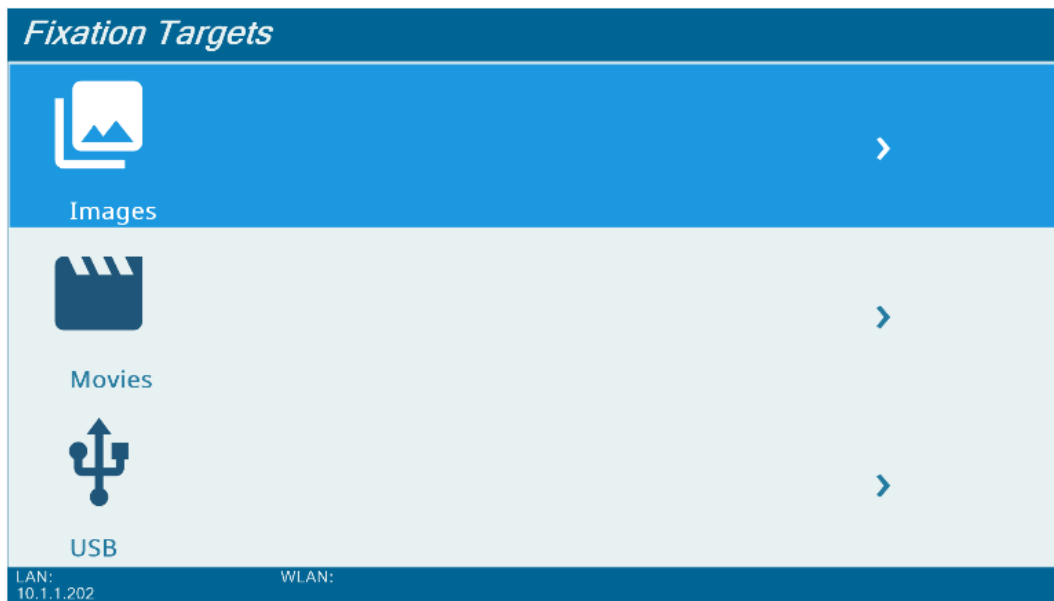 Fixation Targets
Images
Movies
USB
LAN: WLAN:
10.1.1.202